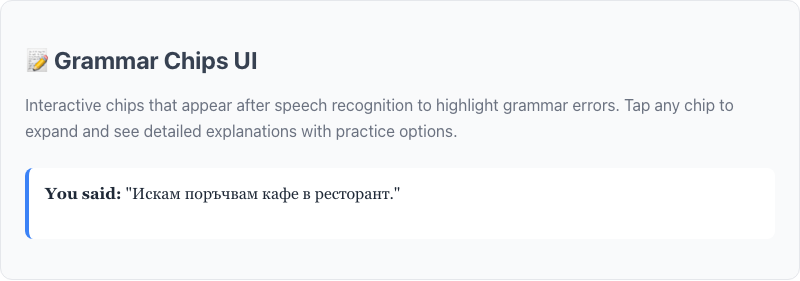 📝 Grammar Chips UI
Interactive chips that appear after speech recognition to highlight grammar errors. Tap any chip to
expand and see detailed explanations with practice options.
You said: "Искам поръчвам кафе в ресторант."